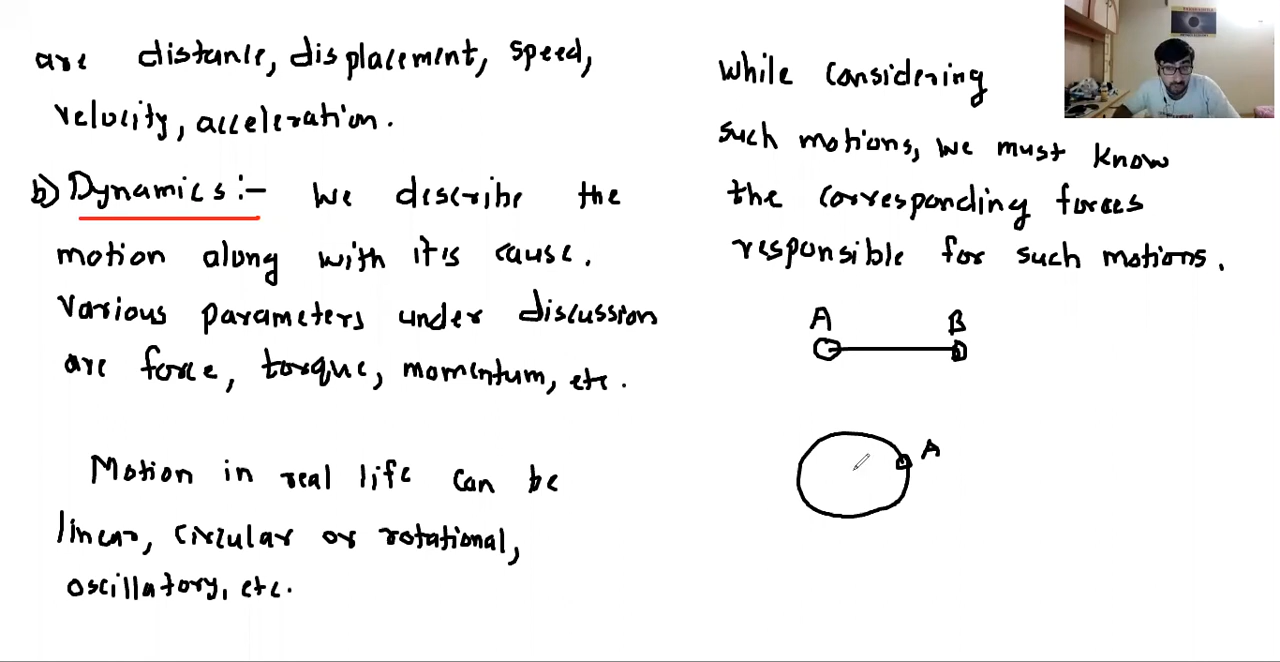 are distance, displacement, speed,
velocity, acceleration.
b) Dynamics :- We describe the
motion along with it's cause.
Various parameters under discussion
are force, torque, momentum, etc.
Motion in real life can be
linear, circular or rotational,
oscillatory, etc.
While considering
such motions, we must know
the corresponding forces
responsible for such motions.
A B
A